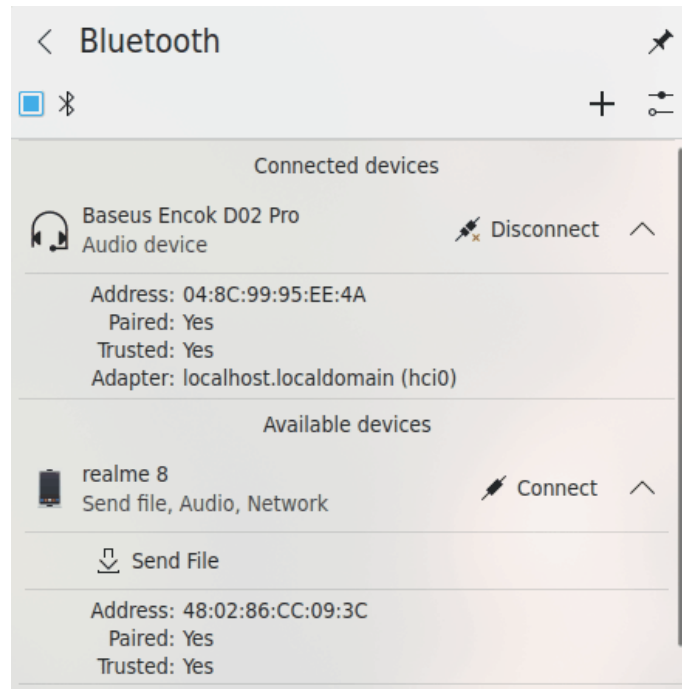 Bluetooth
Connected devices
Baseus Encok D02 Pro
Audio device
Disconnect
Address: 04:8C:99:95:EE:4A
Paired: Yes
Trusted: Yes
Adapter: localhost.localdomain (hci0)
Available devices
realme 8
Send file, Audio, Network
Connect
Send File
Address: 48:02:86:CC:09:3C
Paired: Yes
Trusted: Yes